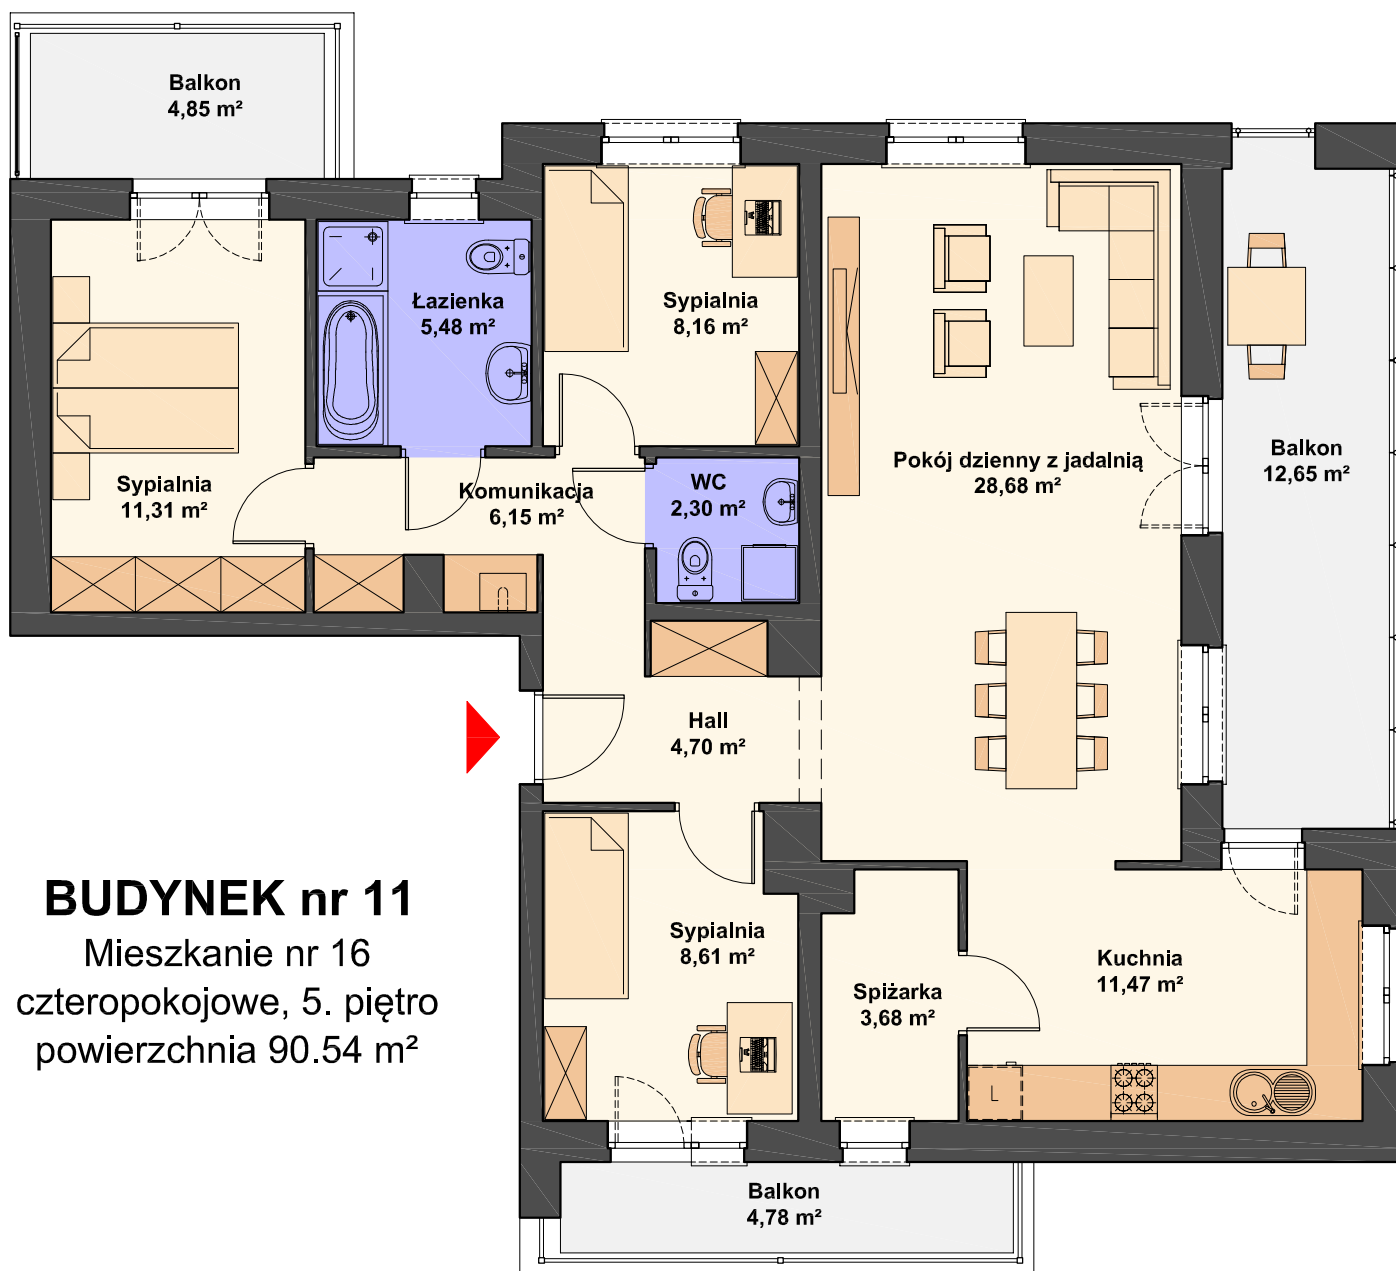 Balkon
4,85 m²
Łazienka
5,48 m²
Sypialnia
8,16 m²
Sypialnia
11,31 m²
Komunikacja
6,15 m²
WC
2,30 m²
Pokój dzienny z jadalnią
28,68 m²
Balkon
12,65 m²
Hall
4,70 m²
Sypialnia
8,61 m²
Spiżarka
3,68 m²
Kuchnia
11,47 m²
L
Balkon
4,78 m²
BUDYNEK nr 11
Mieszkanie nr 16
czteropokojowe, 5. piętro
powierzchnia 90.54 m²